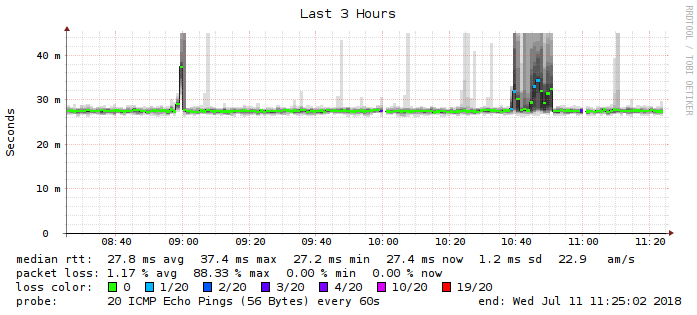 Last 3 Hours
RRDTOOL / TOBI OETIKER
Seconds
40 m
30 m
20 m
10 m
0
08:40 09:00 09:20 09:40 10:00 10:20 10:40 11:00 11:20
median rtt: 27.8 ms avg 37.4 ms max 27.2 ms min 27.4 ms now 1.2 ms sd 22.9 am/s
packet loss: 1.17 % avg 88.33 % max 0.00 % min 0.00 % now
loss color: 0 1/20 2/20 3/20 4/20 10/20 19/20
probe: 20 ICMP Echo Pings (56 Bytes) every 60s end: Wed Jul 11 11:25:02 2018